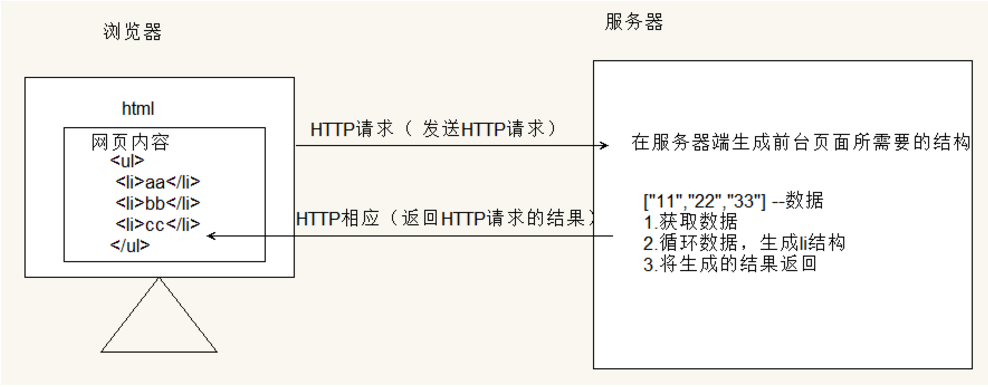 浏览器
服务器
html
网页内容
<ul>
<li>aa</li>
<li>bb</li>
<li>cc</li>
</ul>
HTTP请求（ 发送HTTP请求）
HTTP相应（返回HTTP请求的结果）
在服务器端生成前台页面所需要的结构
["11","22","33"] --数据
1.获取数据
2.循环数据，生成li结构
3.将生成的结果返回